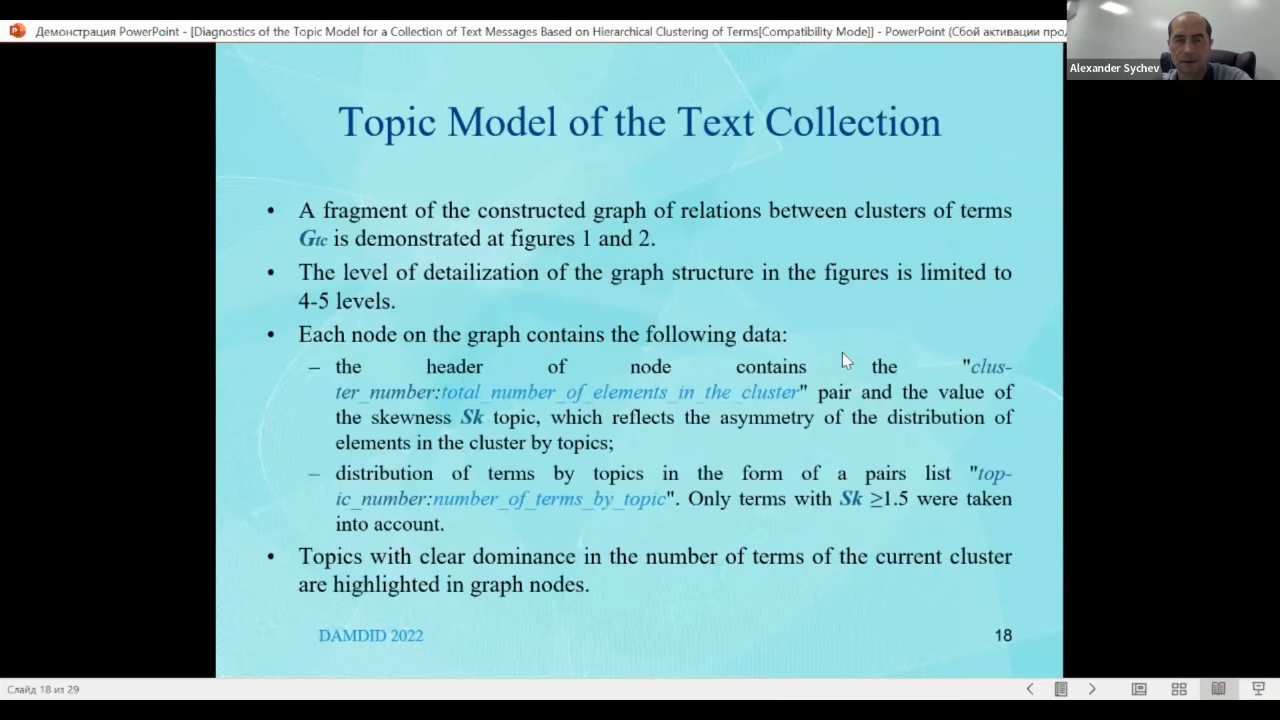 Демонстрация PowerPoint - [Diagnostics of the Topic Model for a Collection of Text Messages Based on Hierarchical Clustering of Terms[Compatibility Mode]] - PowerPoint (Сбой активации про
Alexander Sychev
Topic Model of the Text Collection
• A fragment of the constructed graph of relations between clusters of terms
Gtc is demonstrated at figures 1 and 2.
• The level of detailization of the graph structure in the figures is limited to
4-5 levels.
• Each node on the graph contains the following data:
– the header of node contains the "clus-
ter_number:total_number_of_elements_in_the_cluster" pair and the value of
the skewness Sk topic, which reflects the asymmetry of the distribution of
elements in the cluster by topics;
– distribution of terms by topics in the form of a pairs list "top-
ic_number:number_of_terms_by_topic". Only terms with Sk ≥1.5 were taken
into account.
• Topics with clear dominance in the number of terms of the current cluster
are highlighted in graph nodes.
DAMDID 2022
18
Слайд 18 из 29